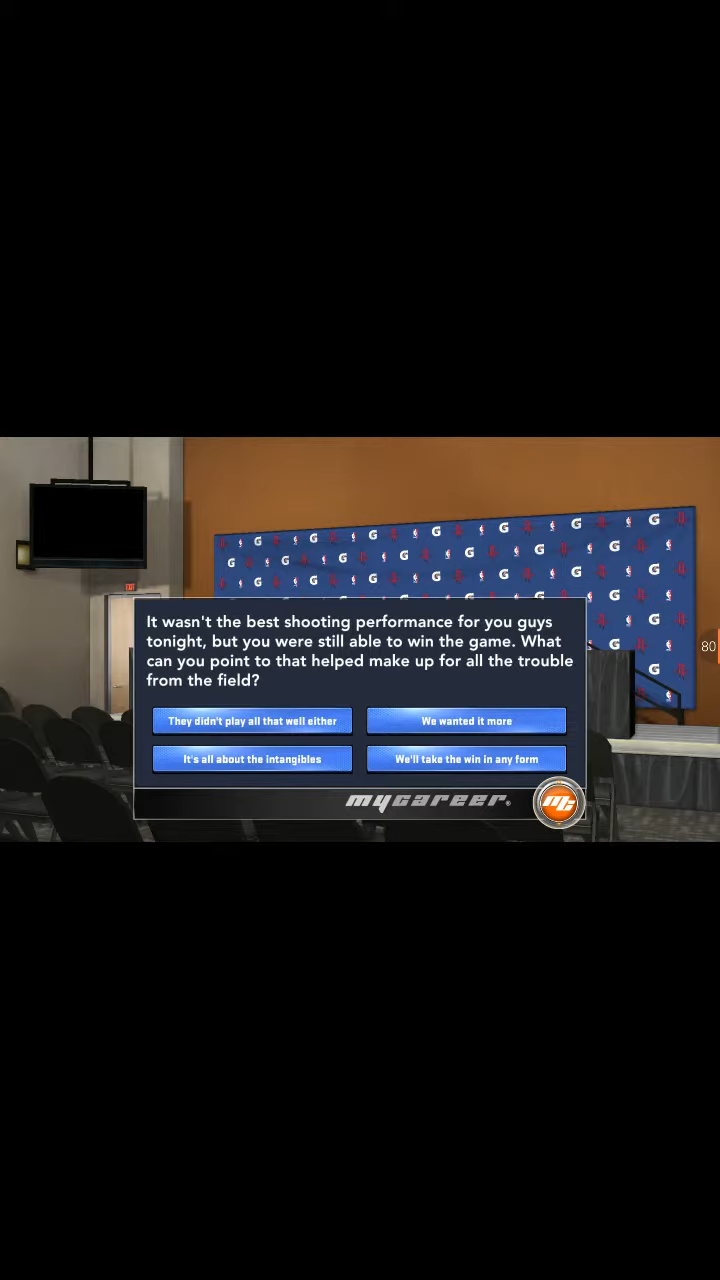 It wasn't the best shooting performance for you guys
tonight, but you were still able to win the game. What
can you point to that helped make up for all the trouble
from the field?
They didn't play all that well either
We wanted it more
It's all about the intangibles
We'll take the win in any form
mycareer
80